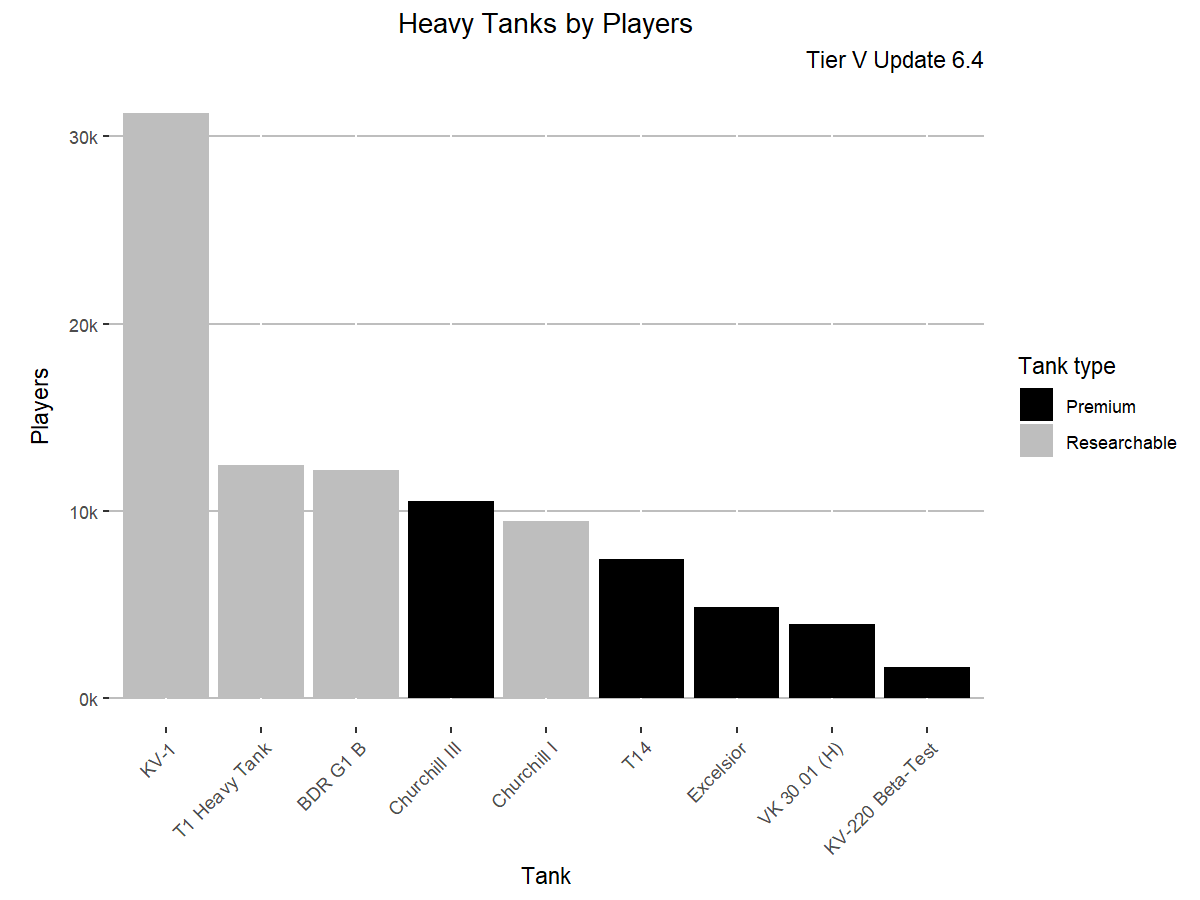 Heavy Tanks by Players
Tier V Update 6.4
30k
20k
10k
0k
Players
KV-1
T1 Heavy Tank
BDR G1 B
Churchill III
Churchill I
T14
Excelsior
VK 30.01 (H)
KV-220 Beta-Test
Tank
Tank type
Premium
Researchable